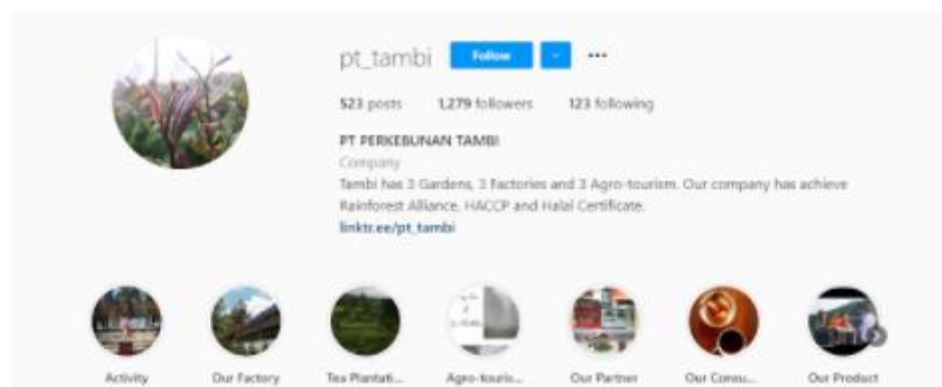 pt_tambi Follow
523 posts 1,279 followers 123 following
PT PERKEBUNAN TAMBI
Company
Tambi has 3 Gardens, 3 Factories and 3 Agro-tourism. Our company has achieve
Rainforest Alliance, HACCP and Halal Certificate.
linktr.ee/pt_tambi
Activity Our Factory Tea Plantati... Agro-touris... Our Partner Our Consu... Our Product